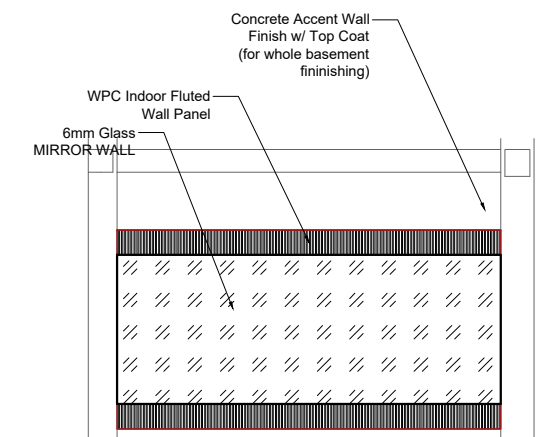 Concrete Accent Wall
Finish w/ Top Coat
(for whole basement
fininishing)
WPC Indoor Fluted
Wall Panel
6mm Glass
MIRROR WALL